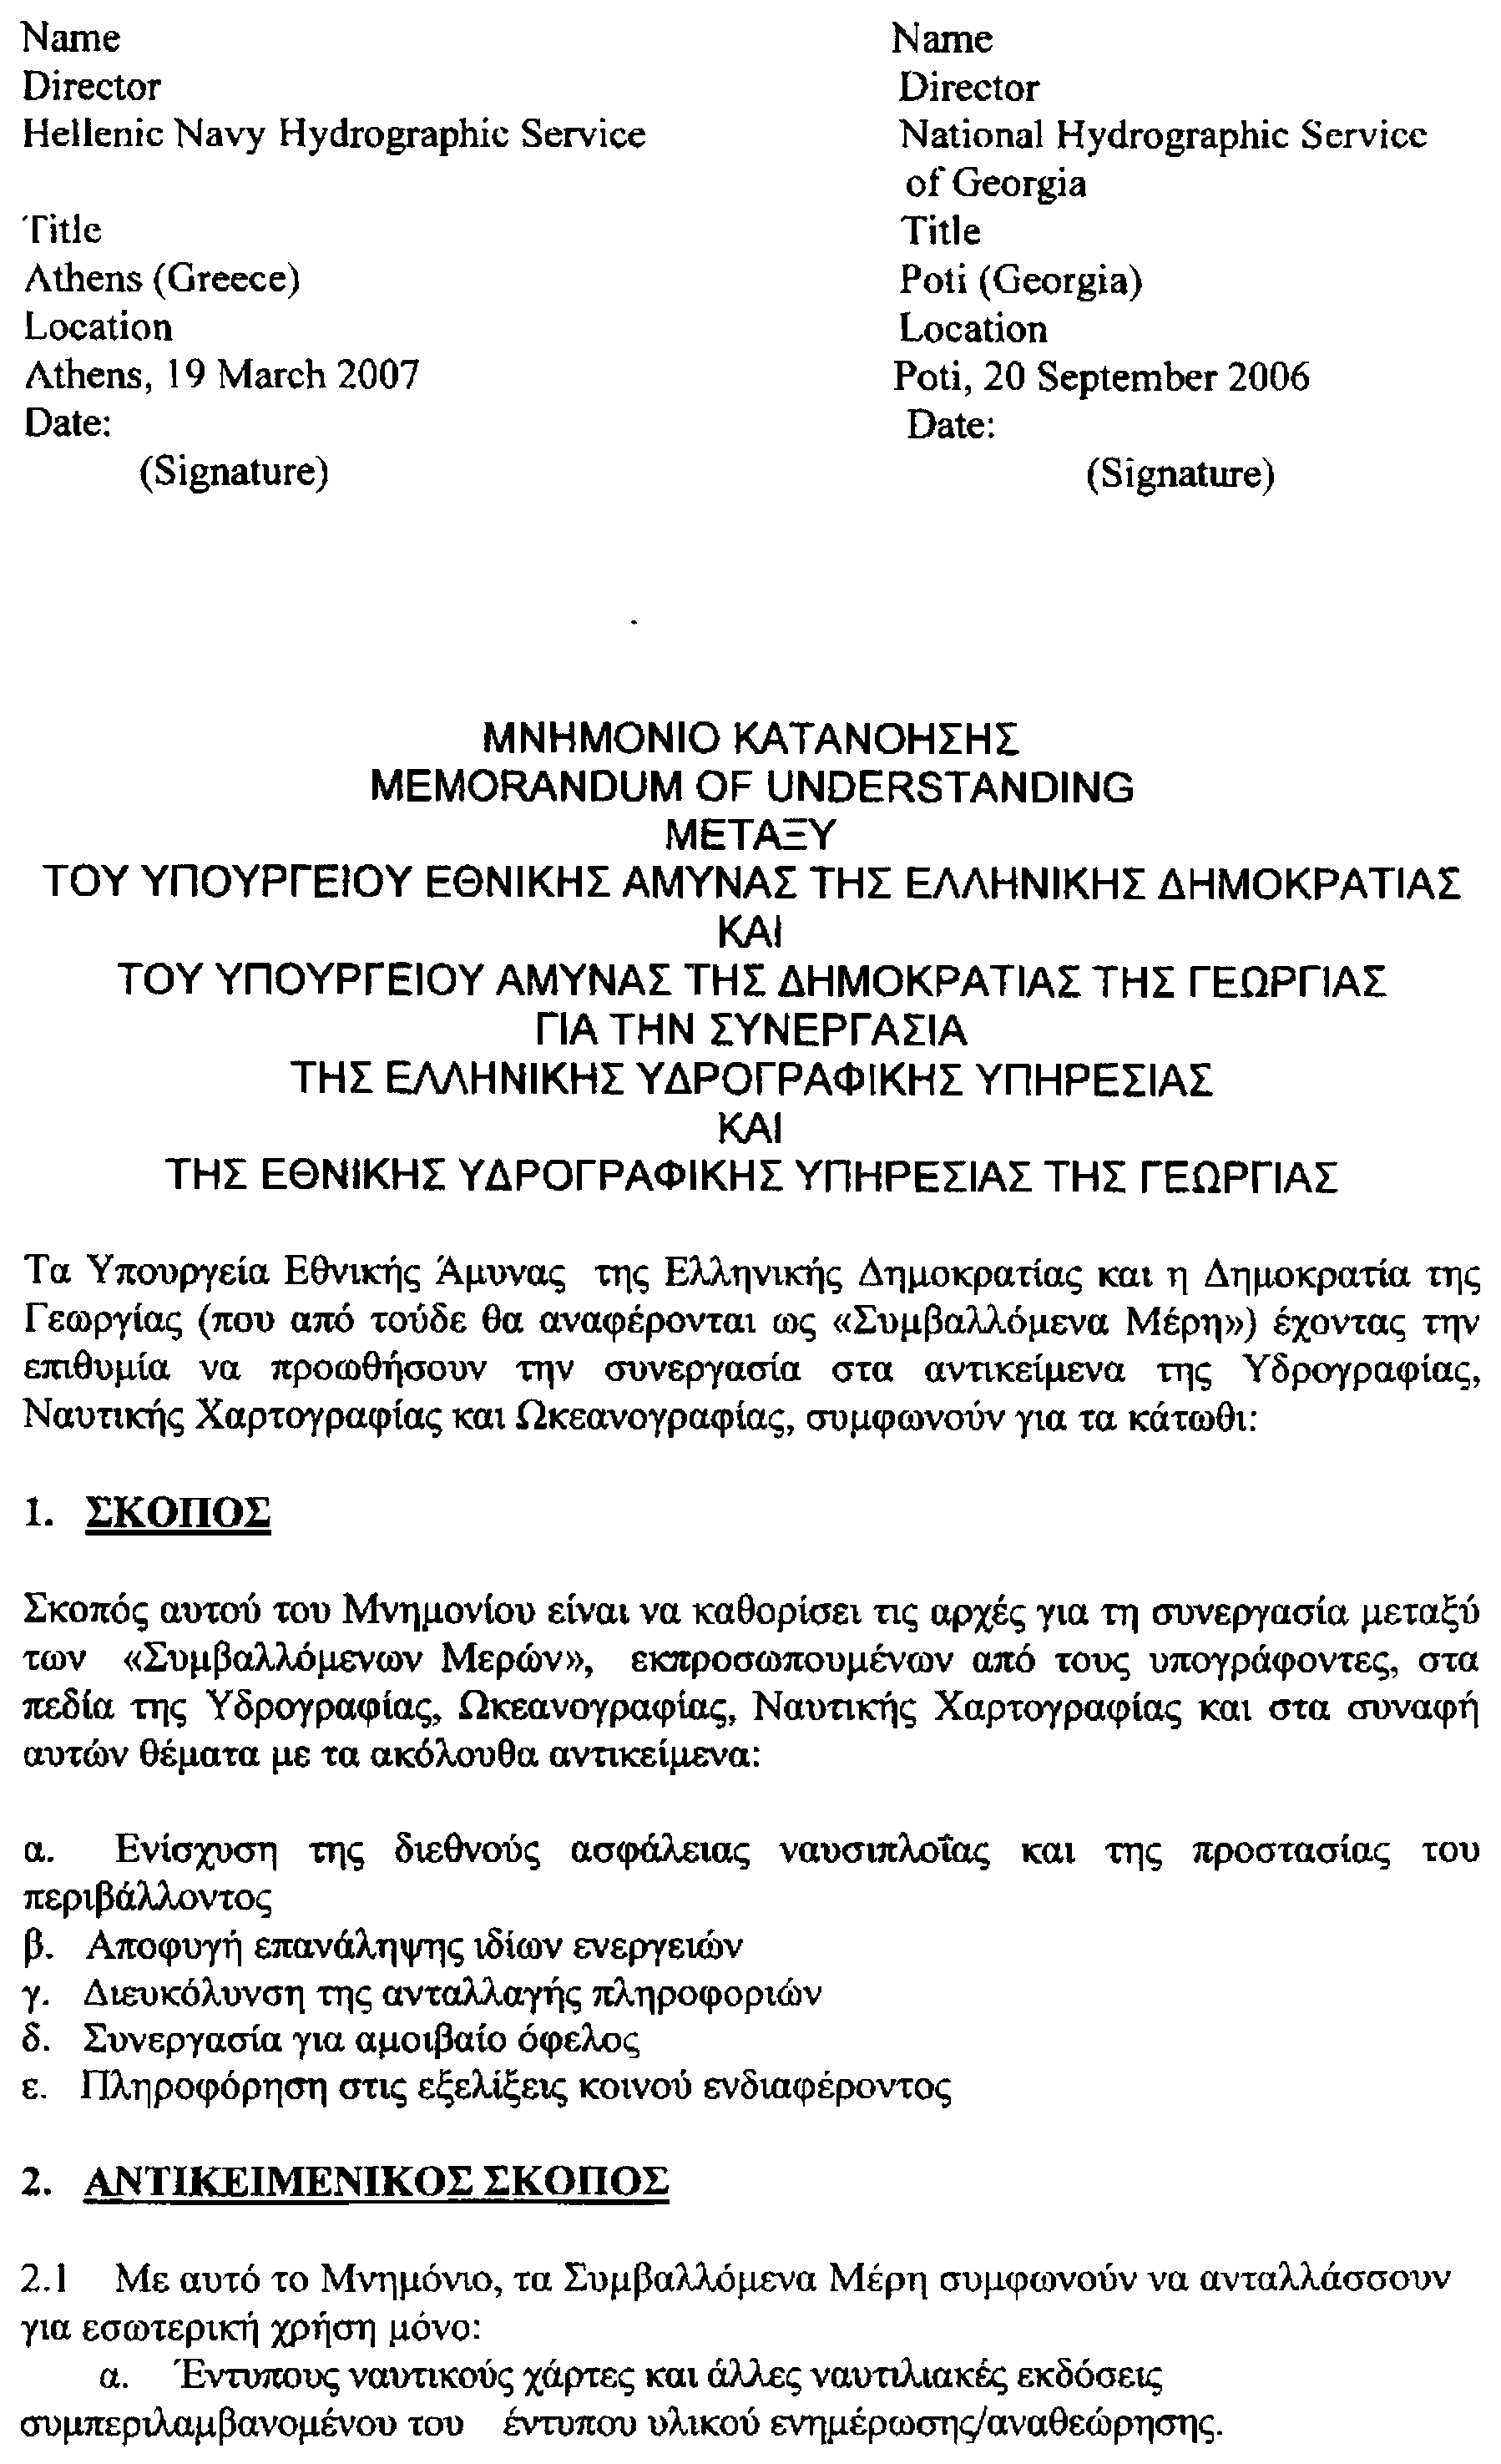 Name
Director
Hellenic Navy Hydrographic Service
Title
Athens (Greece)
Location
Athens, 19 March 2007
Date:
(Signature)
Name
Director
National Hydrographic Service
of Georgia
Title
Poti (Georgia)
Location
Poti, 20 September 2006
Date:
(Signature)
ΜΝΗΜΟΝΙΟ ΚΑΤΑΝΟΗΣΗΣ
MEMORANDUM OF UNDERSTANDING
ΜΕΤΑΞΥ
ΤΟΥ ΥΠΟΥΡΓΕΙΟΥ ΕΘΝΙΚΗΣ ΑΜΥΝΑΣ ΤΗΣ ΕΛΛΗΝΙΚΗΣ ΔΗΜΟΚΡΑΤΙΑΣ
ΚΑΙ
ΤΟΥ ΥΠΟΥΡΓΕΙΟΥ ΑΜΥΝΑΣ ΤΗΣ ΔΗΜΟΚΡΑΤΙΑΣ ΤΗΣ ΓΕΩΡΓΙΑΣ
ΓΙΑ ΤΗΝ ΣΥΝΕΡΓΑΣΙΑ
ΤΗΣ ΕΛΛΗΝΙΚΗΣ ΥΔΡΟΓΡΑΦΙΚΗΣ ΥΠΗΡΕΣΙΑΣ
ΚΑΙ
ΤΗΣ ΕΘΝΙΚΗΣ ΥΔΡΟΓΡΑΦΙΚΗΣ ΥΠΗΡΕΣΙΑΣ ΤΗΣ ΓΕΩΡΓΙΑΣ
Τα Υπουργεία Εθνικής Άμυνας της Ελληνικής Δημοκρατίας και η Δημοκρατία της
Γεωργίας (που από τούδε θα αναφέρονται ως «Συμβαλλόμενα Μέρη») έχοντας την
επιθυμία να προωθήσουν την συνεργασία στα αντικείμενα της Υδρογραφίας,
Ναυτικής Χαρτογραφίας και Ωκεανογραφίας, συμφωνούν για τα κάτωθι:
1. ΣΚΟΠΟΣ
Σκοπός αυτού του Μνημονίου είναι να καθορίσει τις αρχές για τη συνεργασία μεταξύ
των «Συμβαλλόμενων Μερών», εκπροσωπουμένων από τους υπογράφοντες, στα
πεδία της Υδρογραφίας, Ωκεανογραφίας, Ναυτικής Χαρτογραφίας και στα συναφή
αυτών θέματα με τα ακόλουθα αντικείμενα:
α. Ενίσχυση της διεθνούς ασφάλειας ναυσιπλοΐας και της προστασίας του
περιβάλλοντος
β. Αποφυγή επανάληψης ιδίων ενεργειών
γ. Διευκόλυνση της ανταλλαγής πληροφοριών
δ. Συνεργασία για αμοιβαίο όφελος
ε. Πληροφόρηση στις εξελίξεις κοινού ενδιαφέροντος
2. ΑΝΤΙΚΕΙΜΕΝΙΚΟΣ ΣΚΟΠΟΣ
2.1 Με αυτό το Μνημόνιο, τα Συμβαλλόμενα Μέρη συμφωνούν να ανταλλάσσουν
για εσωτερική χρήση μόνο:
α. Έντυπους ναυτικούς χάρτες και άλλες ναυτιλιακές εκδόσεις
συμπεριλαμβανομένου του έντυπου υλικού ενημέρωσης/αναθεώρησης.